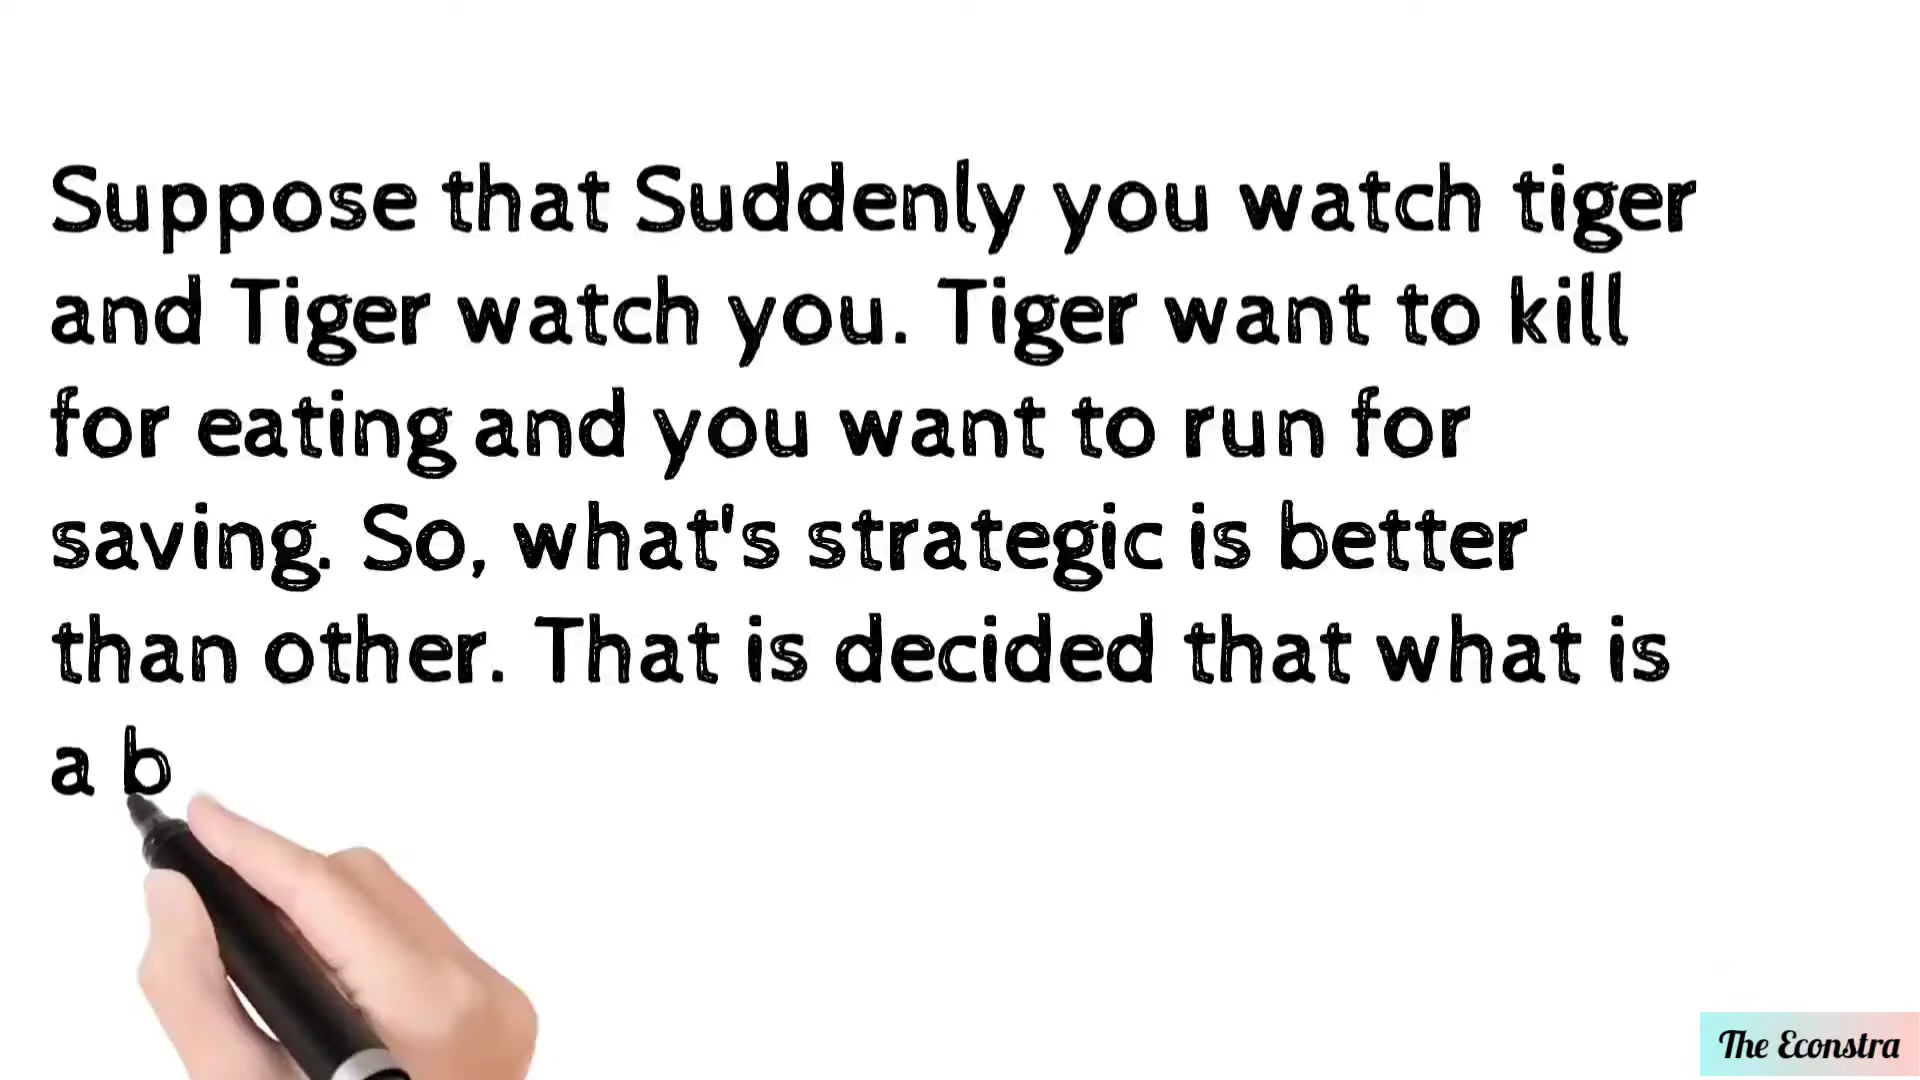 Suppose that Suddenly you watch tiger
and Tiger watch you. Tiger want to kill
for eating and you want to run for
saving. So, what's strategic is better
than other. That is decided that what is
a b
The Econstra